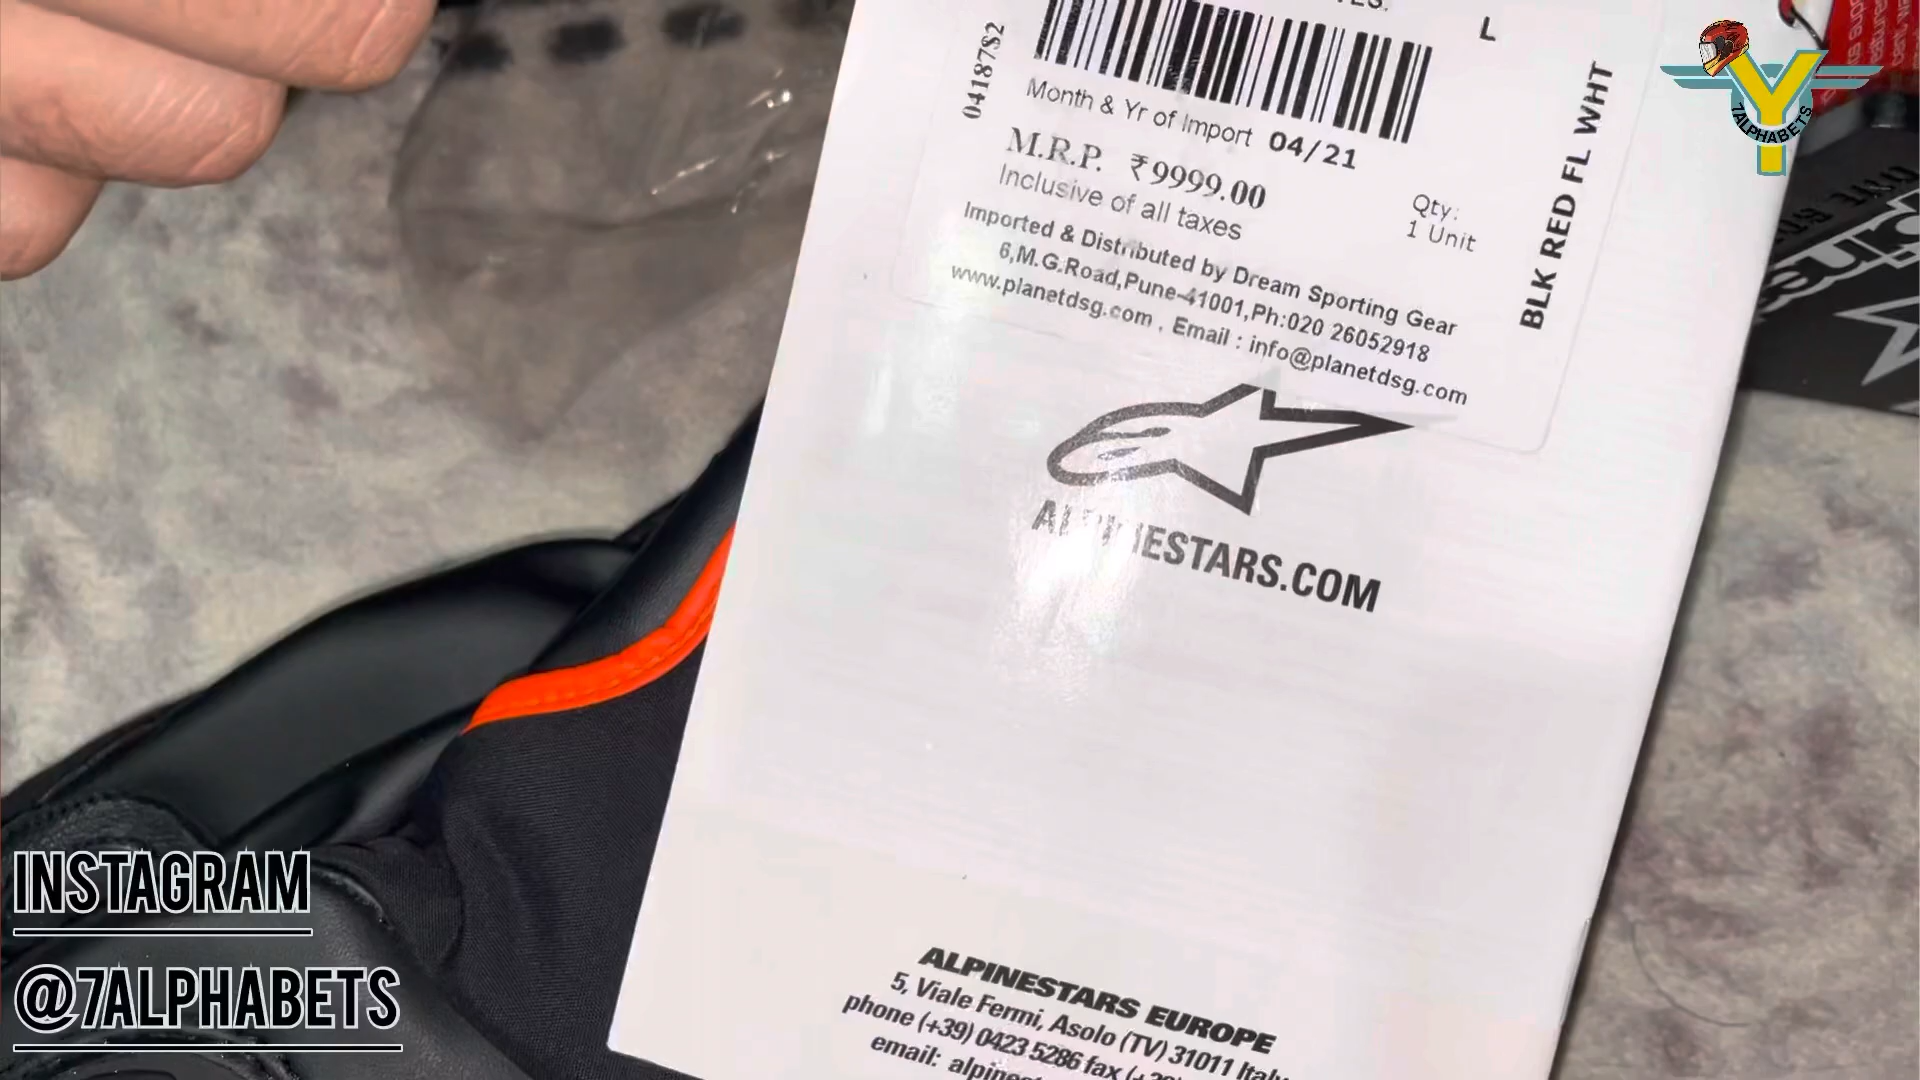 L
0418782
Month & Yr of Import 04/21
M.R.P. ₹9999.00
Inclusive of all taxes
Qty:
1 Unit
BLK RED FL WHT
Imported & Distributed by Dream Sporting Gear
6,M.G.Road,Pune-41001,Ph:020 26052918
www.planetdsg.com , Email : info@planetdsg.com
ALPINESTARS.COM
ALPINESTARS EUROPE
5, Viale Fermi, Asolo (TV) 31011 Italy
phone (+39) 0423 5286 fax
email:
7ALPHABETS
INSTAGRAM
@7ALPHABETS